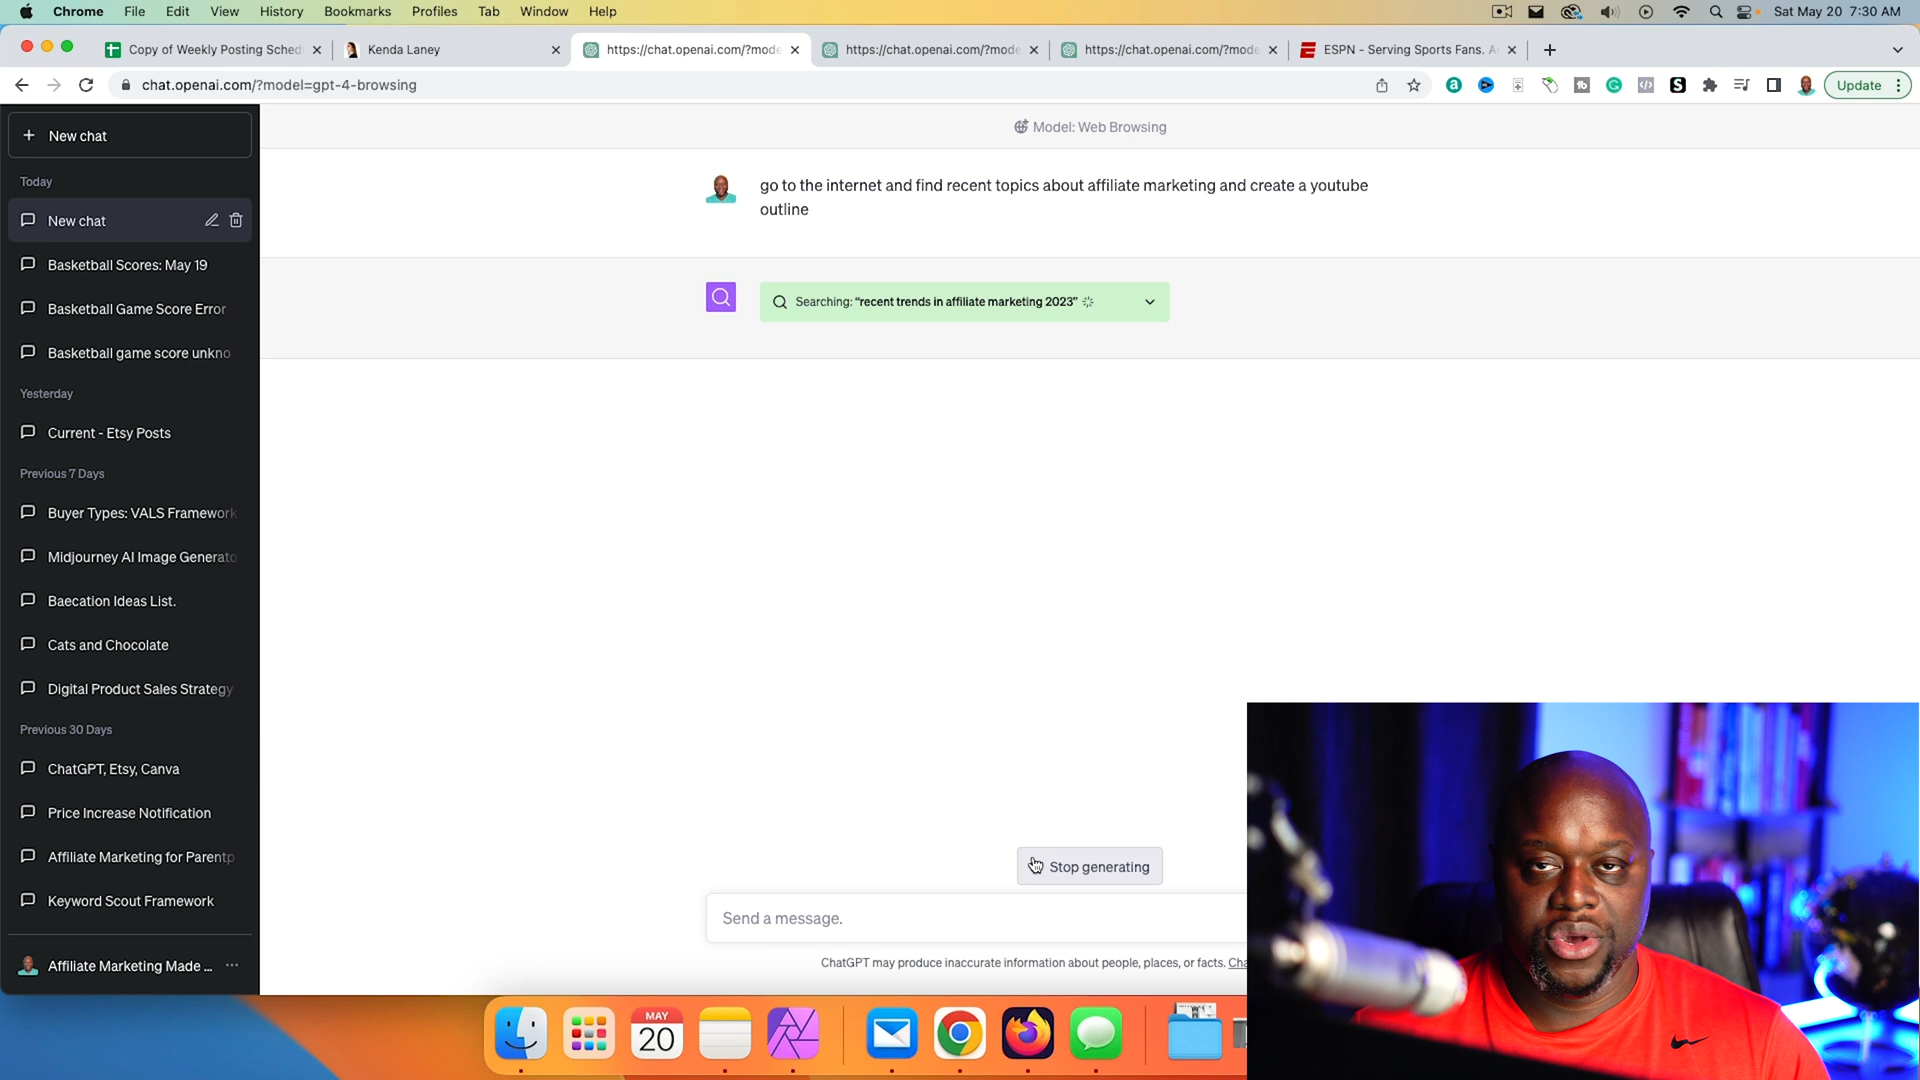 Chrome File Edit View History Bookmarks Profiles Tab Window Help Sat May 20 7:30 AM
Copy of Weekly Posting Sched Kenda Laney https://chat.openai.com/?mode https://chat.openai.com/?mode https://chat.openai.com/?mode ESPN - Serving Sports Fans. A
chat.openai.com/?model=gpt-4-browsing Update
New chat
Model: Web Browsing
Today
New chat
Basketball Scores: May 19
Basketball Game Score Error
Basketball game score unkno
Yesterday
Current - Etsy Posts
Previous 7 Days
Buyer Types: VALS Framework
Midjourney AI Image Generato
Baecation Ideas List.
Cats and Chocolate
Digital Product Sales Strategy
Previous 30 Days
ChatGPT, Etsy, Canva
Price Increase Notification
Affiliate Marketing for Parentp
Keyword Scout Framework
Affiliate Marketing Made ...
go to the internet and find recent topics about affiliate marketing and create a youtube
outline
Searching: “recent trends in affiliate marketing 2023”
Stop generating
Send a message.
ChatGPT may produce inaccurate information about people, places, or facts. Cha
MAY
20